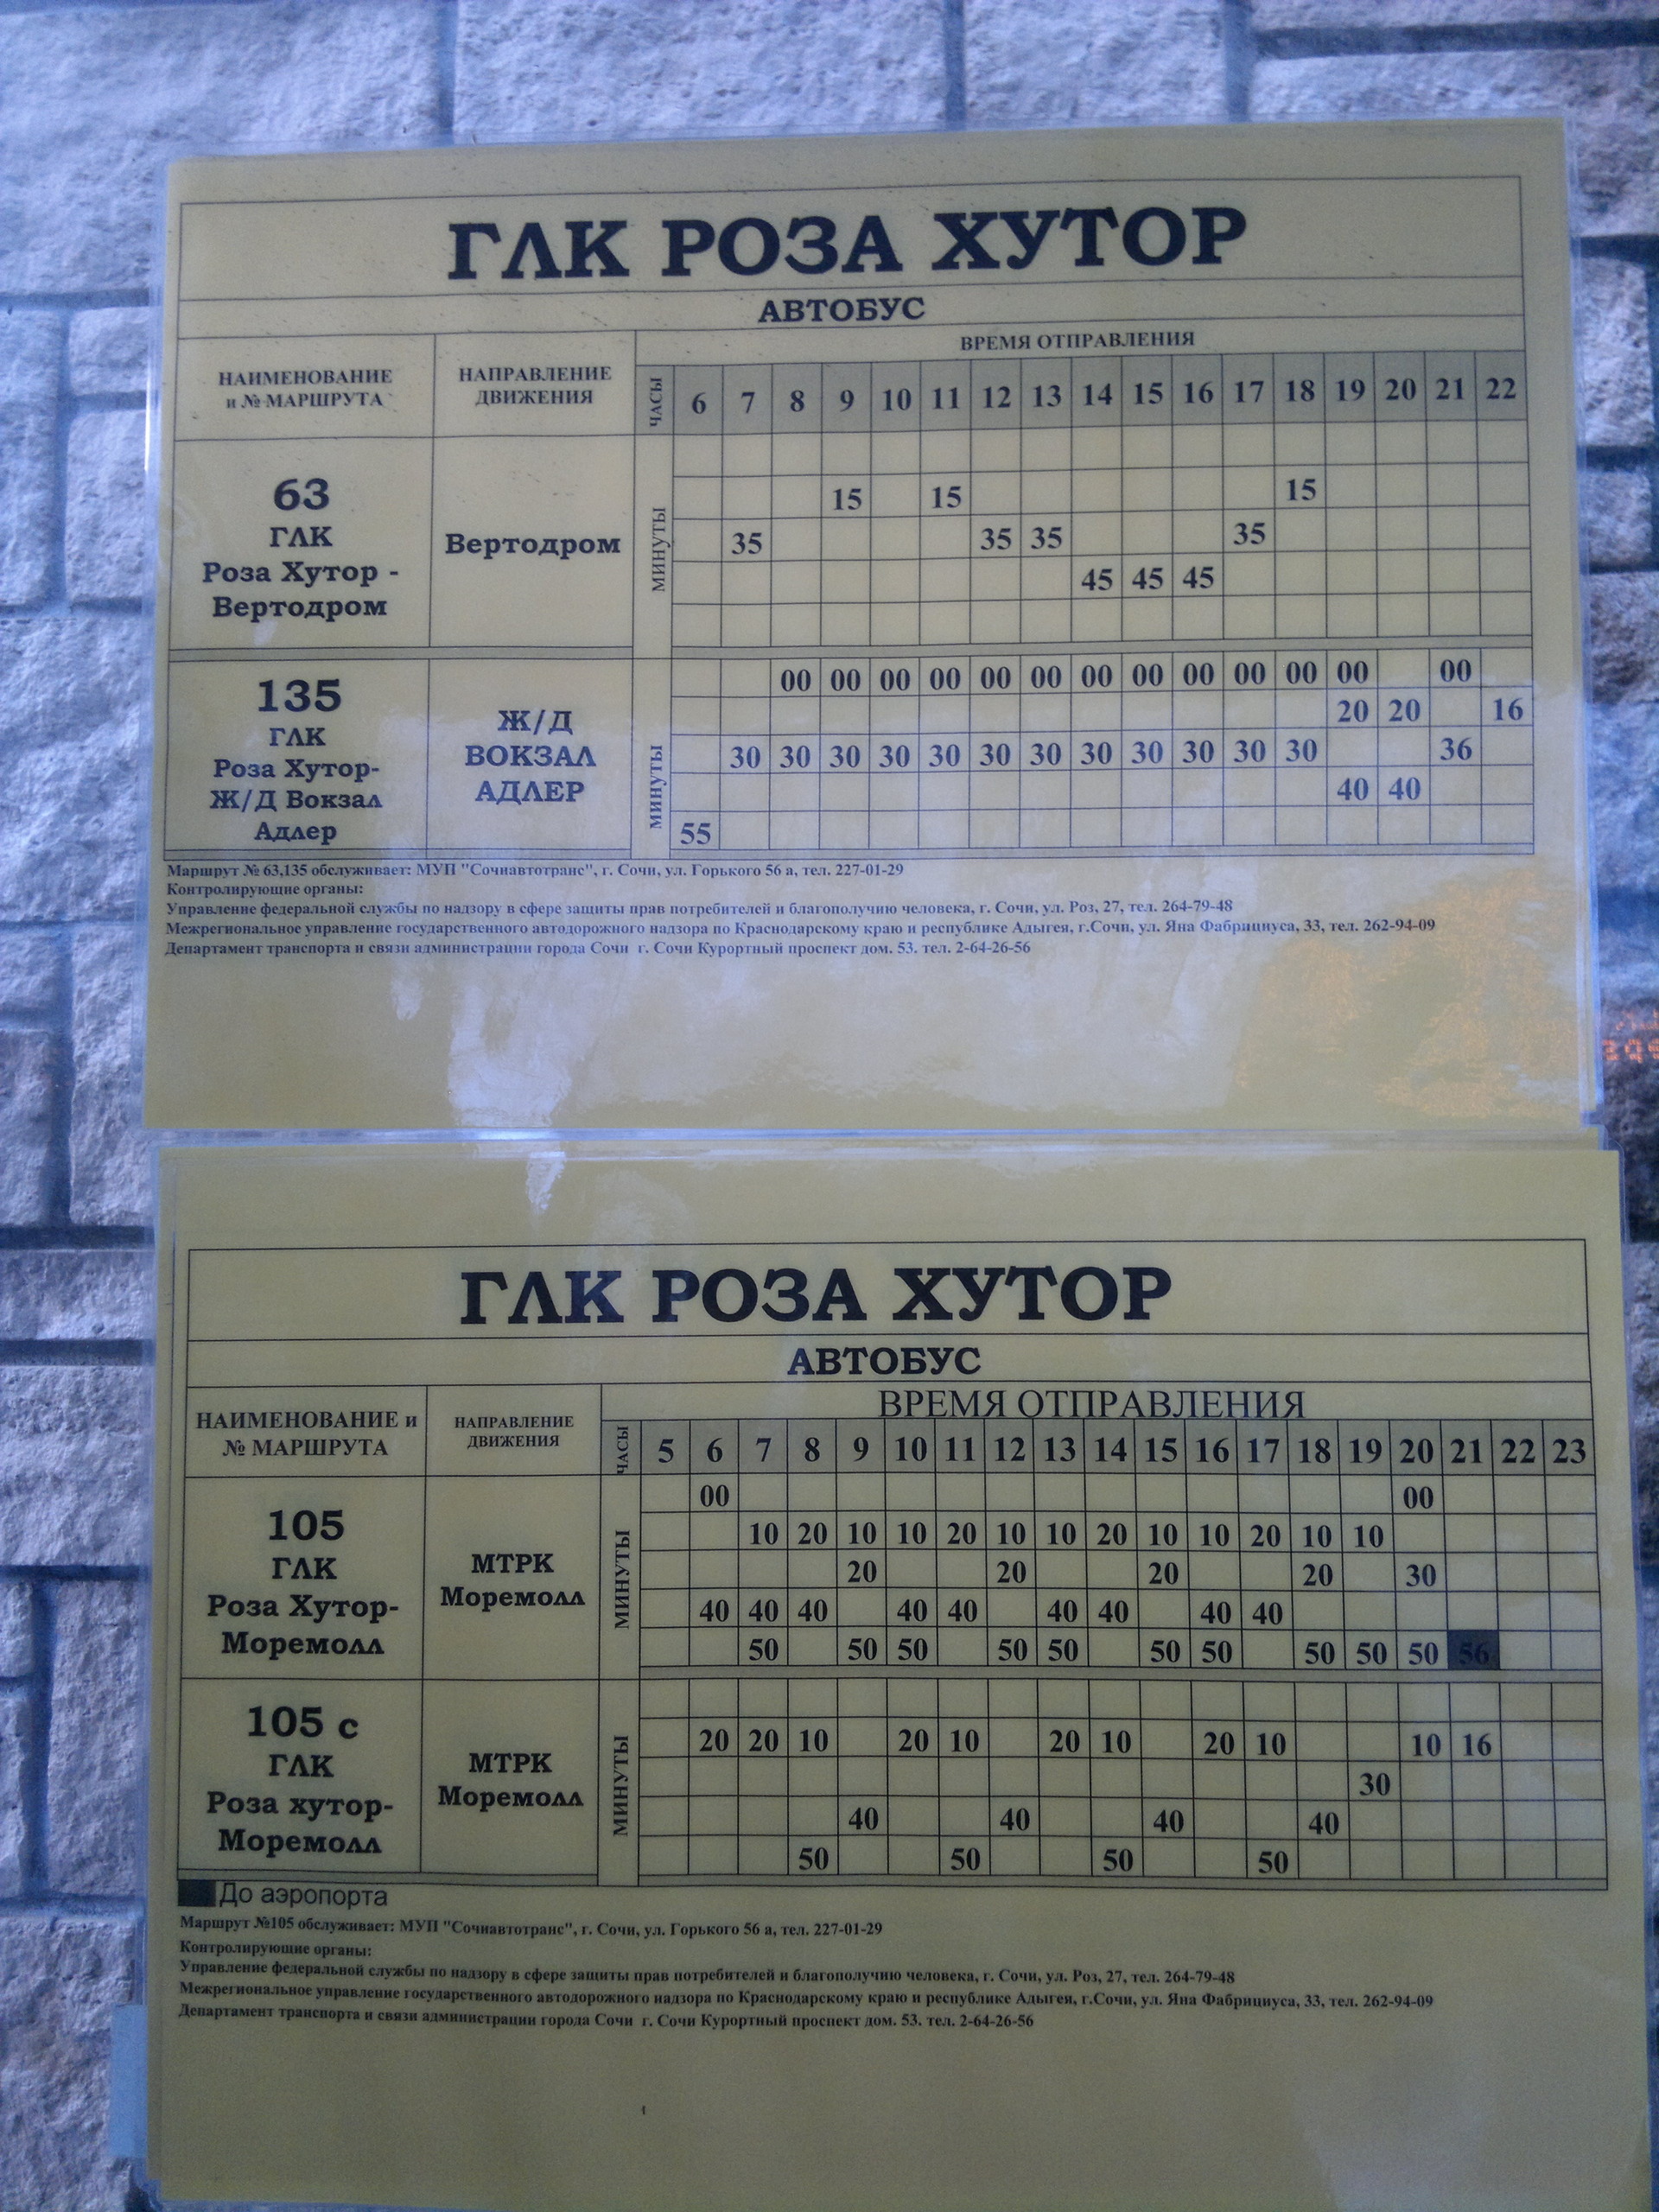 ГЛК РОЗА ХУТОР
АВТОБУС
НАИМЕНОВАНИЕ и № МАРШРУТА
НАПРАВЛЕНИЕ ДВИЖЕНИЯ
ВРЕМЯ ОТПРАВЛЕНИЯ
ЧАСЫ 6 7 8 9 10 11 12 13 14 15 16 17 18 19 20 21 22
63
ГЛК
Роза Хутор -
Вертодром
Вертодром
МИНУТЫ
15 15 15
35 35 35 35
45 45 45
135
ГЛК
Роза Хутор-
Ж/Д Вокзал
Адлер
Ж/Д
ВОКЗАЛ
АДЛЕР
МИНУТЫ
00 00 00 00 00 00 00 00 00 00 00 00 00
20 20 16
30 30 30 30 30 30 30 30 30 30 30 30 36
40 40
55
Маршрут № 63,135 обслуживает: МУП "Сочиавтотранс", г. Сочи, ул. Горького 56 а, тел. 227-01-29
Контролирующие органы:
Управление федеральной службы по надзору в сфере защиты прав потребителей и благополучию человека, г. Сочи, ул. Роз, 27, тел. 264-79-48
Межрегиональное управление государственного автодорожного надзора по Краснодарскому краю и республике Адыгея, г.Сочи, ул. Яна Фабрициуса, 33, тел. 262-94-09
Департамент транспорта и связи администрации города Сочи г. Сочи Курортный проспект дом. 53. тел. 2-64-26-56
ГЛК РОЗА ХУТОР
АВТОБУС
НАИМЕНОВАНИЕ и
№ МАРШРУТА
НАПРАВЛЕНИЕ
ДВИЖЕНИЯ
ВРЕМЯ ОТПРАВЛЕНИЯ
ЧАСЫ 5 6 7 8 9 10 11 12 13 14 15 16 17 18 19 20 21 22 23
105
ГЛК
Роза Хутор-
Моремолл
МТРК
Моремолл
МИНУТЫ
00 00
10 20 10 10 20 10 10 20 10 10 20 10 10
20 20 20 20 30
40 40 40 40 40 40 40 40 40
50 50 50 50 50 50 50 50 50 50 56
105 с
ГЛК
Роза хутор-
Моремолл
МТРК
Моремолл
МИНУТЫ
20 20 10 20 10 20 10 20 10 10 16
30
40 40 40 40
50 50 50 50
До аэропорта
Маршрут №105 обслуживает: МУП "Сочиавтотранс", г. Сочи, ул. Горького 56 а, тел. 227-01-29
Контролирующие органы:
Управление федеральной службы по надзору в сфере защиты прав потребителей и благополучию человека, г. Сочи, ул. Роз, 27, тел. 264-79-48
Межрегиональное управление государственного автодорожного надзора по Краснодарскому краю и республике Адыгея, г.Сочи, ул. Яна Фабрициуса, 33, тел. 262-94-09
Департамент транспорта и связи администрации города Сочи г. Сочи Курортный проспект дом. 53. тел. 2-64-26-56